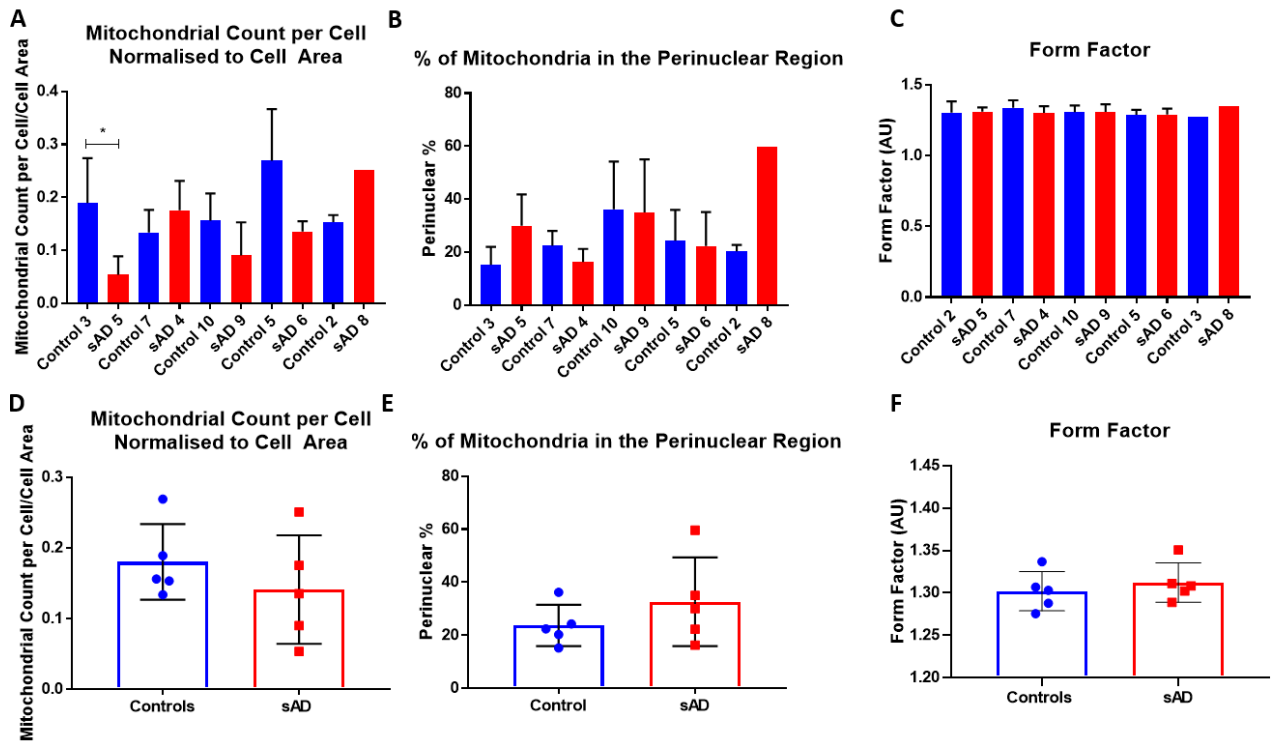 A
Mitochondrial Count per Cell
Normalised to Cell Area
Mitochondrial Count per Cell/Cell Area
0.4
0.3
0.2
0.1
0.0
*
Control 3
sAD 5
Control 7
sAD 4
Control 10
sAD 9
Control 5
sAD 6
Control 2
sAD 8
B
% of Mitochondria in the Perinuclear Region
Perinuclear %
80
60
40
20
0
Control 3
sAD 5
Control 7
sAD 4
Control 10
sAD 9
Control 5
sAD 6
Control 2
sAD 8
C
Form Factor
Form Factor (AU)
1.5
1.0
0.5
0.0
Control 2
sAD 5
Control 7
sAD 4
Control 10
sAD 9
Control 5
sAD 6
Control 3
sAD 8
D
Mitochondrial Count per Cell
Normalised to Cell Area
Mitochondrial Count per Cell/Cell Area
0.3
0.2
0.1
0.0
Controls
sAD
E
% of Mitochondria in the Perinuclear Region
Perinuclear %
80
60
40
20
0
Control
sAD
F
Form Factor
Form Factor (AU)
1.45
1.40
1.35
1.30
1.25
1.20
Controls
sAD